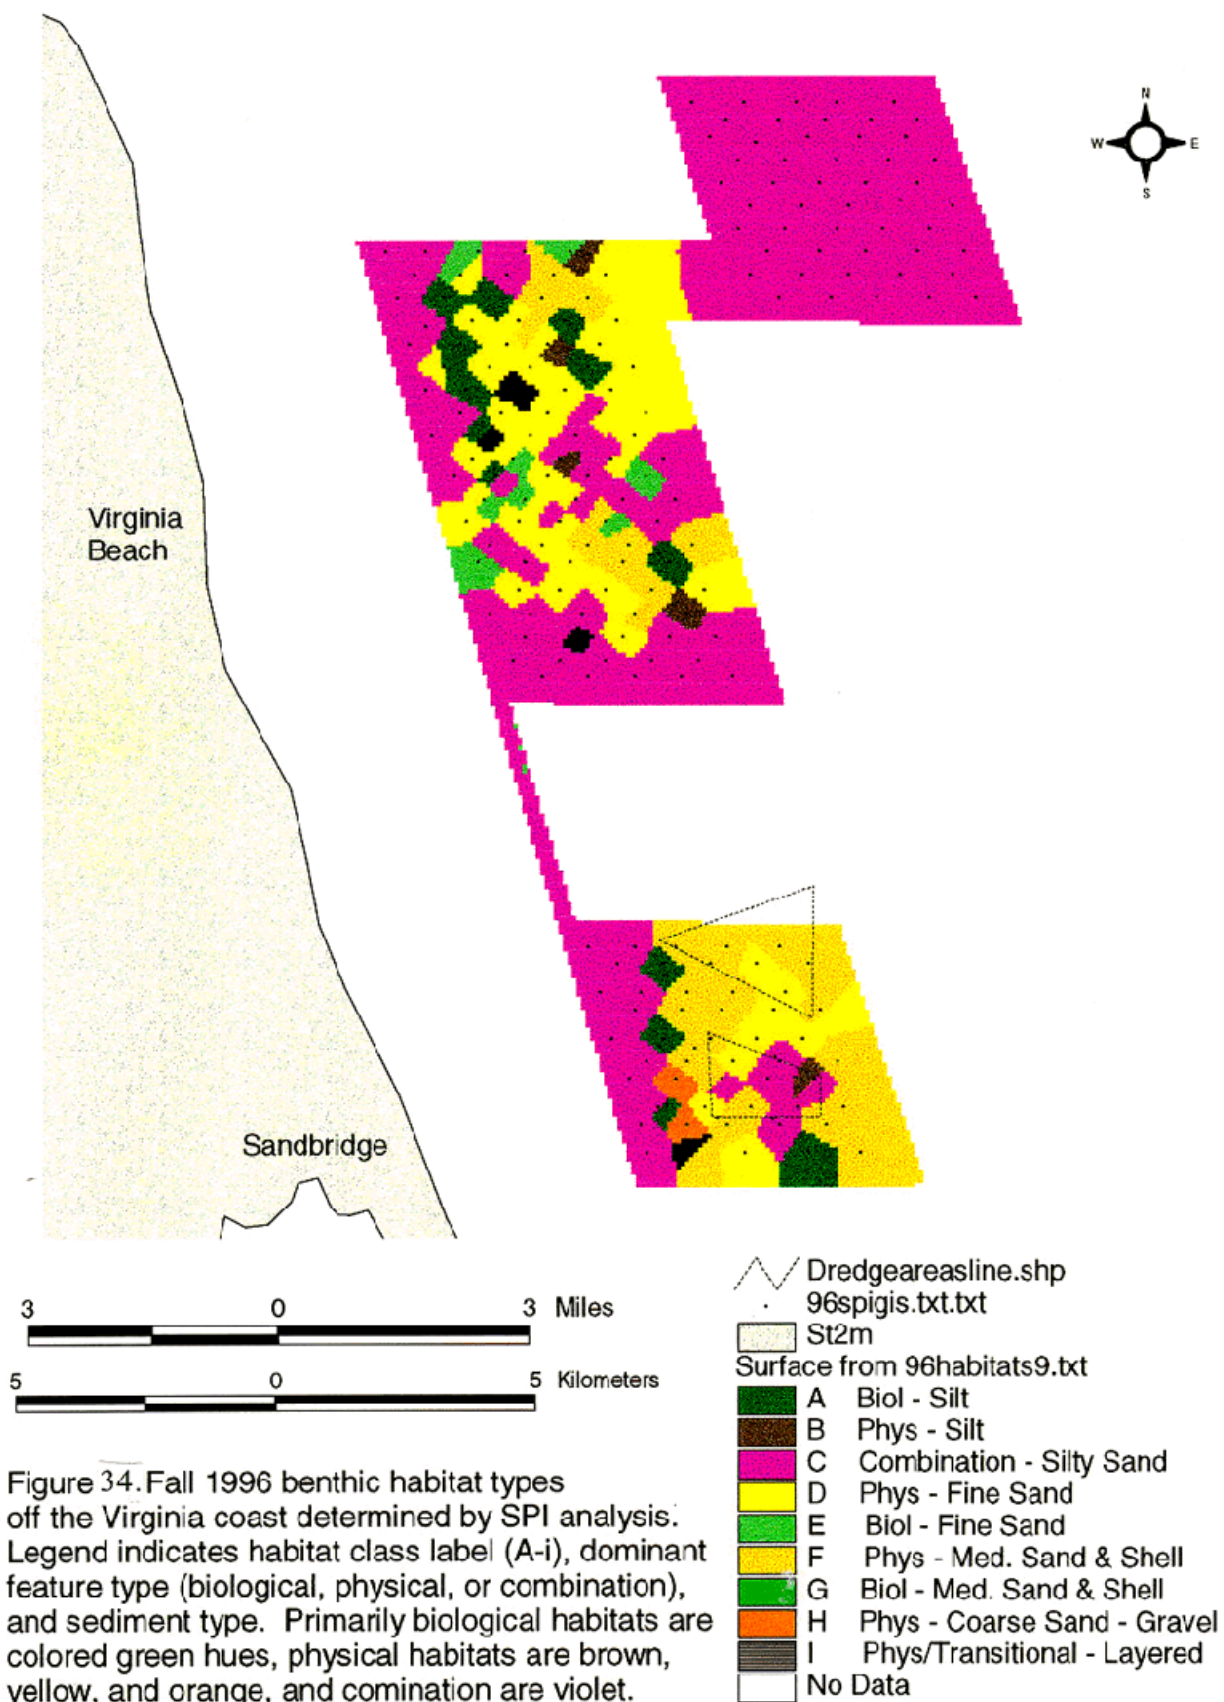 N
W E
S
Virginia
Beach
Sandbridge
3 0 3 Miles
5 0 5 Kilometers
Dredgeareasline.shp
96spigis.txt.txt
St2m
Surface from 96habitats9.txt
A Biol - Silt
B Phys - Silt
C Combination - Silty Sand
D Phys - Fine Sand
E Biol - Fine Sand
F Phys - Med. Sand & Shell
G Biol - Med. Sand & Shell
H Phys - Coarse Sand - Gravel
I Phys/Transitional - Layered
No Data
Figure 34. Fall 1996 benthic habitat types
off the Virginia coast determined by SPI analysis.
Legend indicates habitat class label (A-i), dominant
feature type (biological, physical, or combination),
and sediment type. Primarily biological habitats are
colored green hues, physical habitats are brown,
yellow, and orange, and comination are violet.